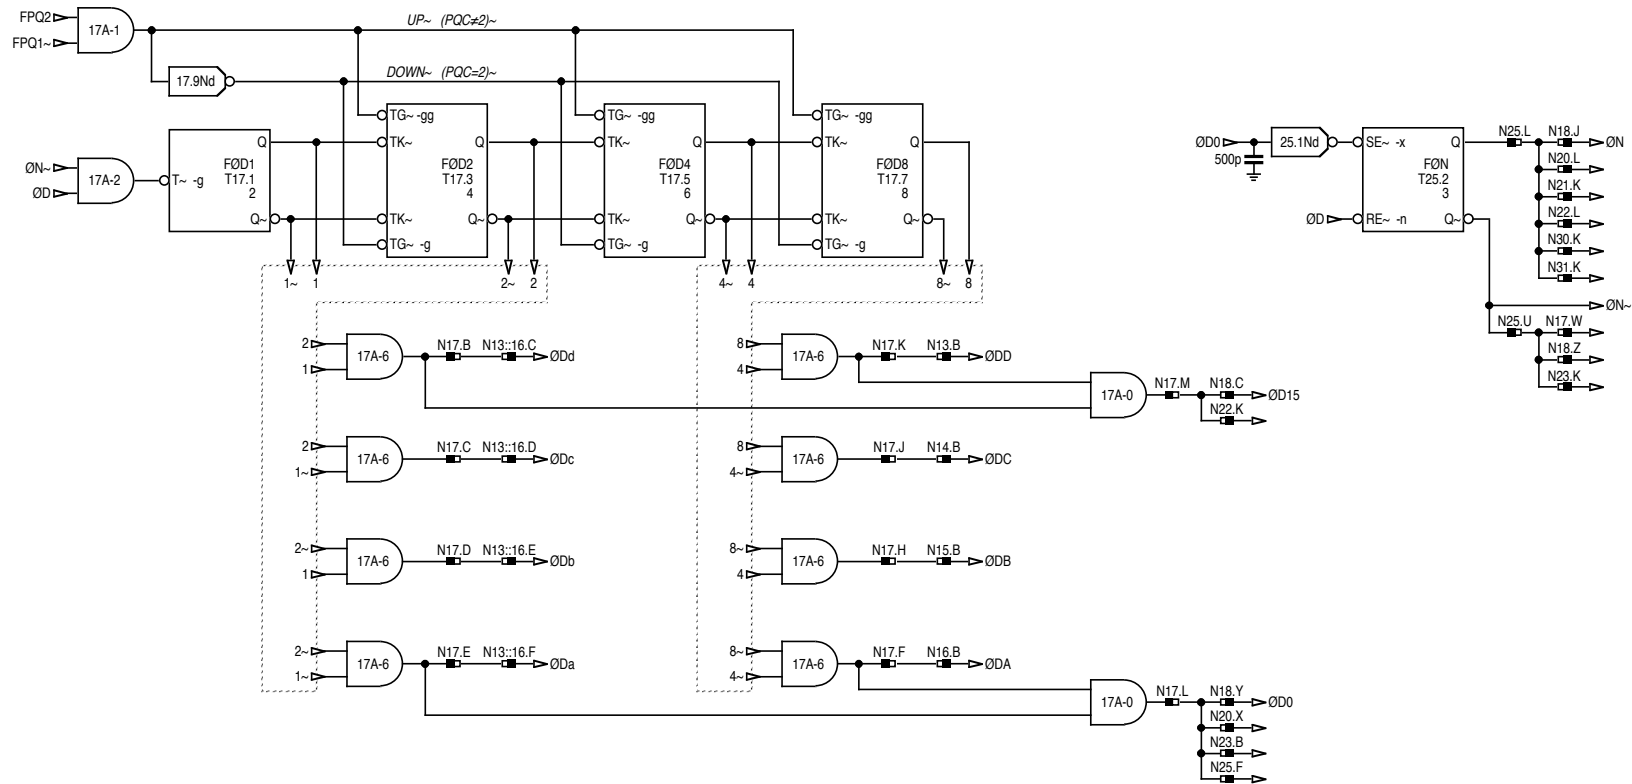 FPQ2
FPQ1~
17A-1
UP~ (PQC≠2)~
17.9Nd
DOWN~ (PQC=2)~
ØN~
ØD
17A-2
T~ -g
Q
FØD1
T17.1
2
Q~
TG~ -gg
TK~
Q
FØD2
T17.3
4
TK~
Q~
TG~ -g
TG~ -gg
TK~
Q
FØD4
T17.5
6
TK~
Q~
TG~ -g
TG~ -gg
TK~
Q
FØD8
T17.7
8
TK~
Q~
TG~ -g
1~ 1 2~ 2 4~ 4 8~ 8
ØD0
500p
25.1Nd
SE~ -x
Q
FØN
T25.2
3
ØD
RE~ -n
Q~
N25.L
N18.J
ØN
N20.L
N21.K
N22.L
N30.K
N31.K
ØN~
N25.U
N17.W
N18.Z
N23.K
2
1
17A-6
N17.B
N13::16.C
ØDd
8
4
17A-6
N17.K
N13.B
ØDD
17A-0
N17.M
N18.C
ØD15
N22.K
2
1~
17A-6
N17.C
N13::16.D
ØDc
8
4~
17A-6
N17.J
N14.B
ØDC
2~
1
17A-6
N17.D
N13::16.E
ØDb
8~
4
17A-6
N17.H
N15.B
ØDB
2~
1~
17A-6
N17.E
N13::16.F
ØDa
8~
4~
17A-6
N17.F
N16.B
ØDA
17A-0
N17.L
N18.Y
ØD0
N20.X
N23.B
N25.F